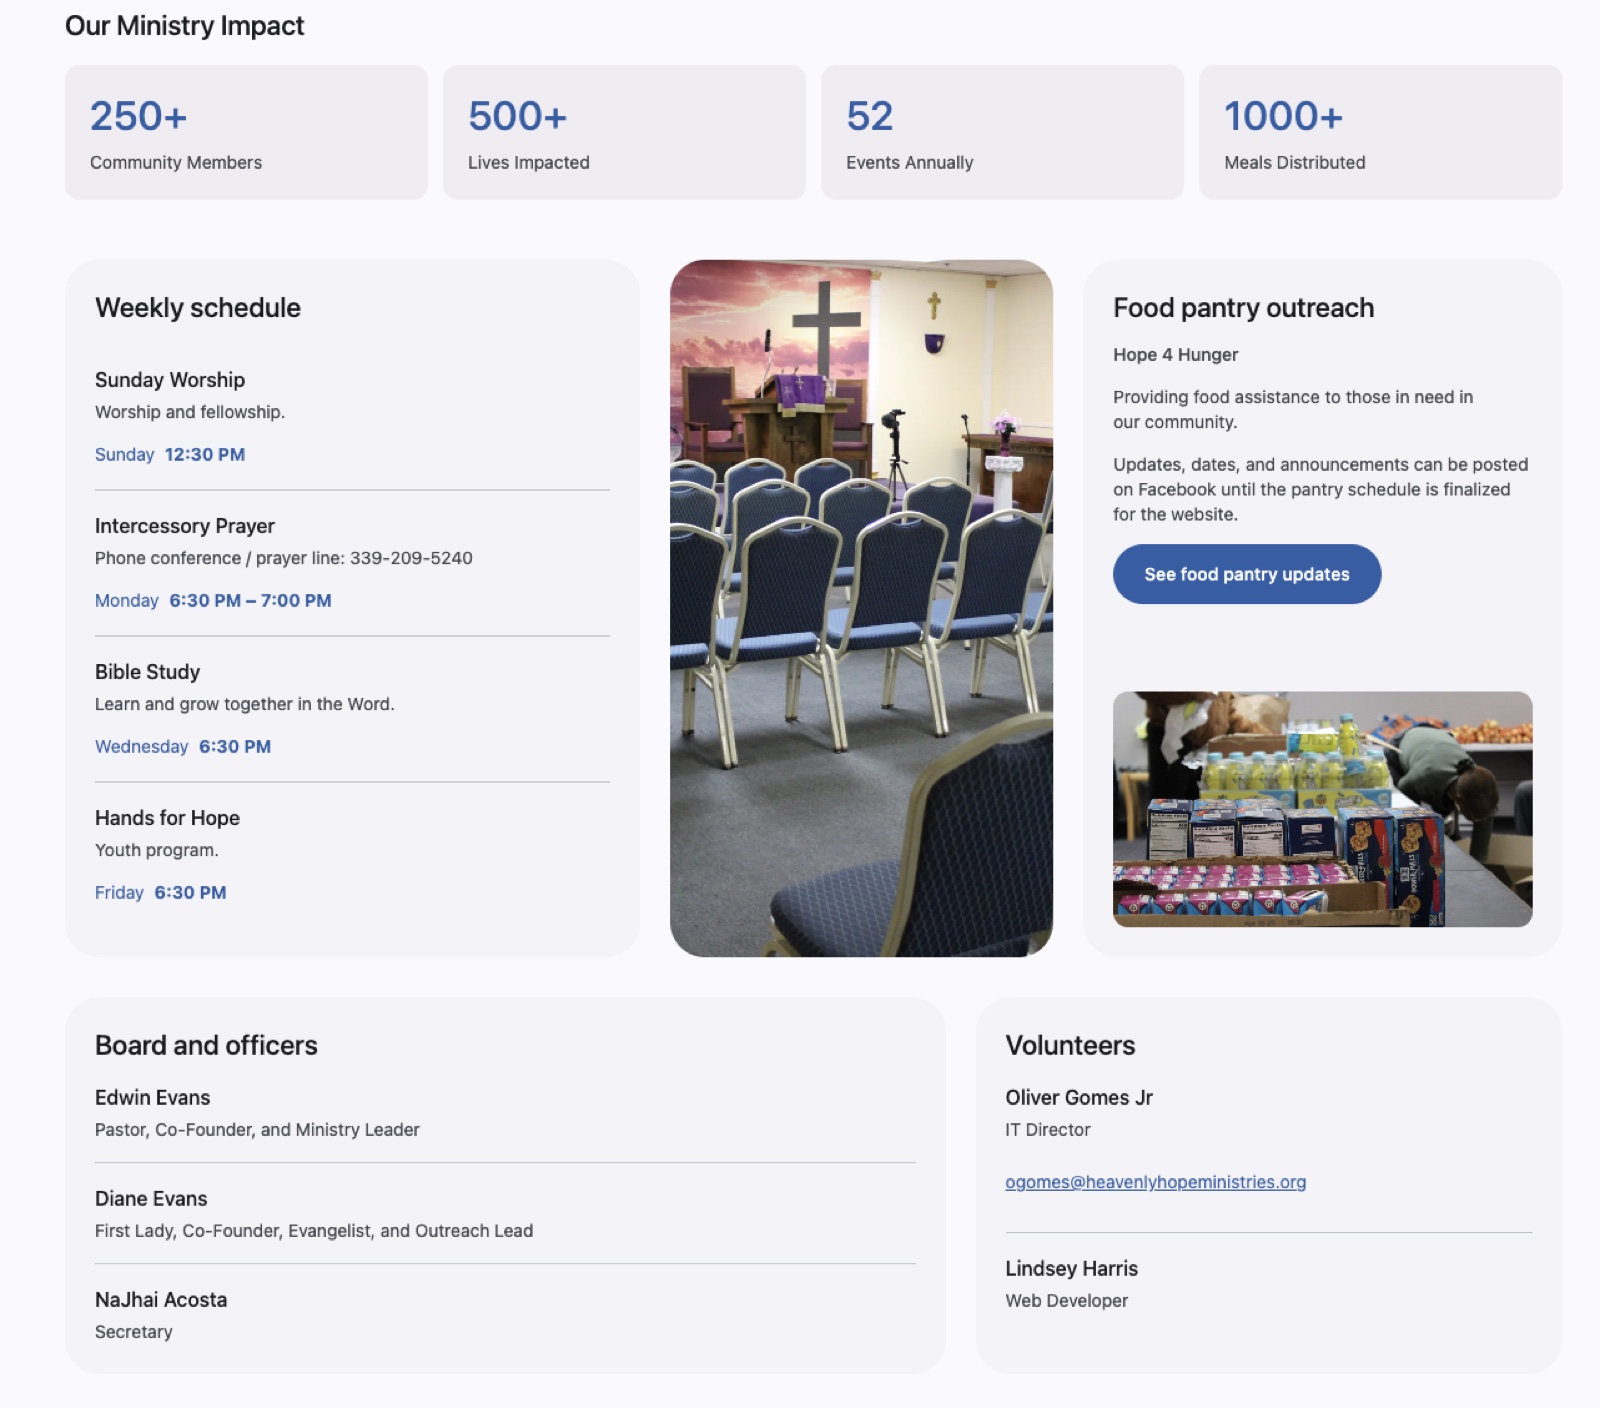 Our Ministry Impact
250+
Community Members
500+
Lives Impacted
52
Events Annually
1000+
Meals Distributed
Weekly schedule
Sunday Worship
Worship and fellowship.
Sunday 12:30 PM
Intercessory Prayer
Phone conference / prayer line: 339-209-5240
Monday 6:30 PM – 7:00 PM
Bible Study
Learn and grow together in the Word.
Wednesday 6:30 PM
Hands for Hope
Youth program.
Friday 6:30 PM
Food pantry outreach
Hope 4 Hunger
Providing food assistance to those in need in
our community.
Updates, dates, and announcements can be posted
on Facebook until the pantry schedule is finalized
for the website.
See food pantry updates
Board and officers
Edwin Evans
Pastor, Co-Founder, and Ministry Leader
Diane Evans
First Lady, Co-Founder, Evangelist, and Outreach Lead
NaJhai Acosta
Secretary
Volunteers
Oliver Gomes Jr
IT Director
ogomes@heavenlyhopeministries.org
Lindsey Harris
Web Developer